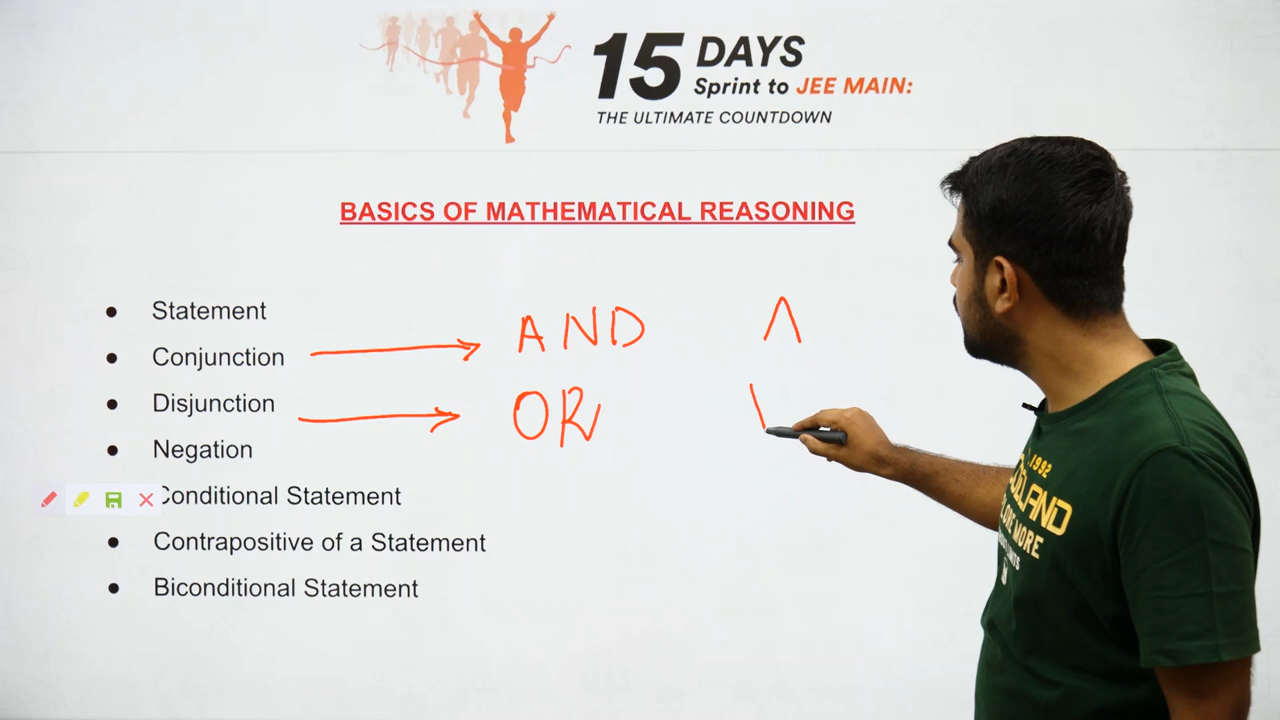 15 DAYS
Sprint to JEE MAIN:
THE ULTIMATE COUNTDOWN
BASICS OF MATHEMATICAL REASONING
● Statement
● Conjunction → AND ∧
● Disjunction → OR \
● Negation
● Conditional Statement
● Contrapositive of a Statement
● Biconditional Statement
1992